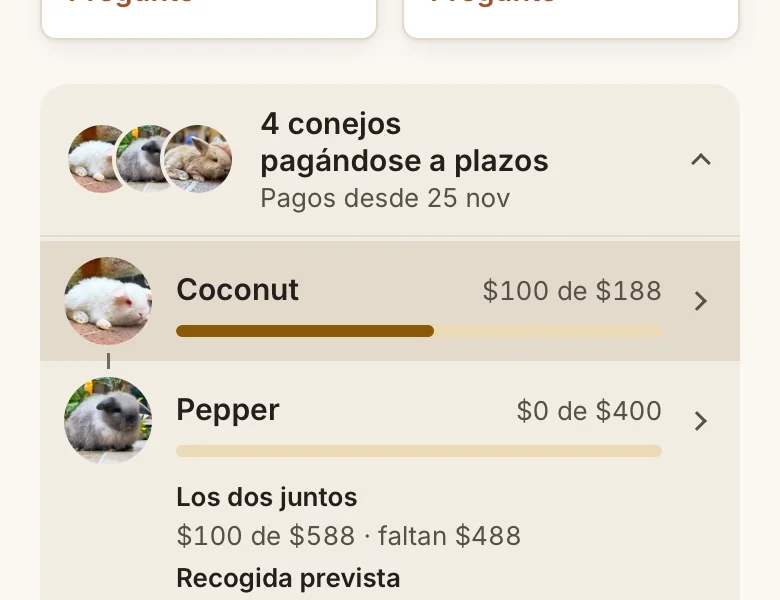 4 conejos
pagándose a plazos
Pagos desde 25 nov
Coconut
$100 de $188
Pepper
$0 de $400
Los dos juntos
$100 de $588 · faltan $488
Recogida prevista